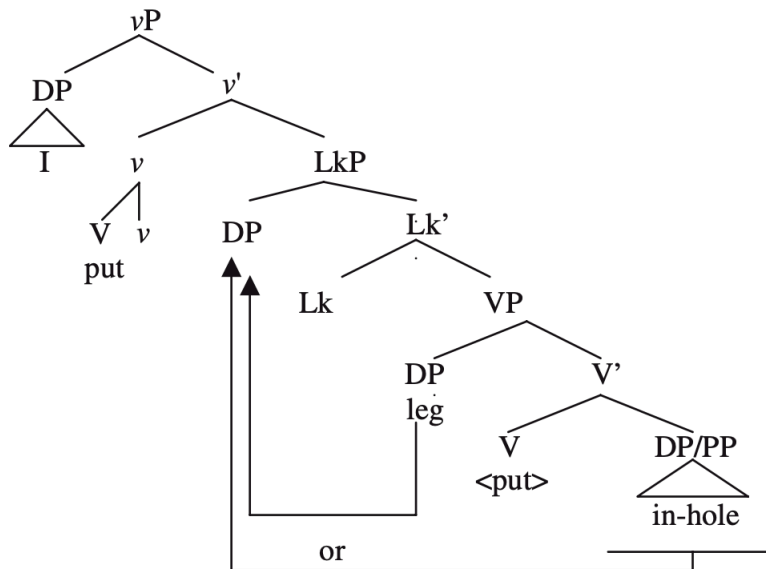 vP
DP v'
I v LkP
V v DP Lk’
put
Lk VP
DP V’
leg
V DP/PP
<put> in-hole
or